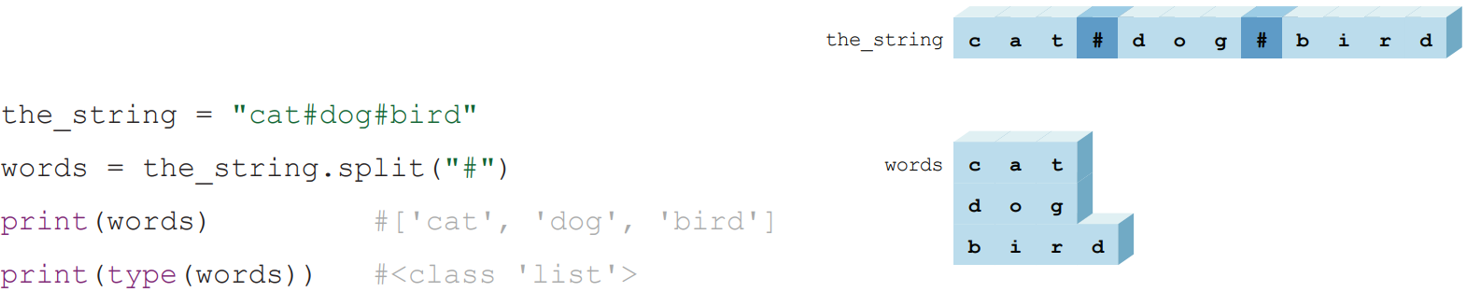 the_string = "cat#dog#bird"
words = the_string.split("#")
print(words) #['cat', 'dog', 'bird']
print(type(words)) #<class 'list'>
the_string c a t # d o g # b i r d
words c a t
d o g
b i r d